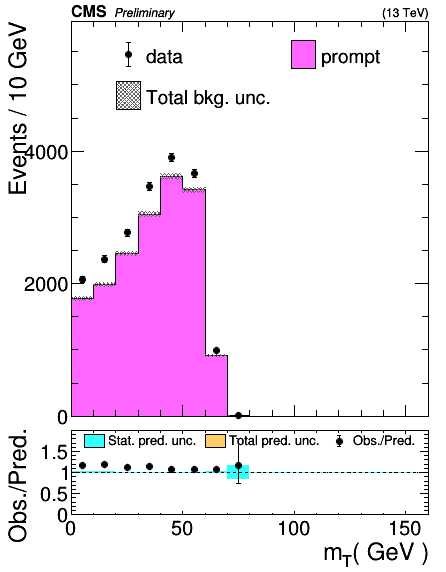 CMS Preliminary (13 TeV)
data
prompt
Total bkg. unc.
Events / 10 GeV
4000
2000
0
Stat. pred. unc. Total pred. unc. Obs./Pred.
Obs./Pred.
1.5
1
0.5
0
0 50 100 150
m_T( GeV )